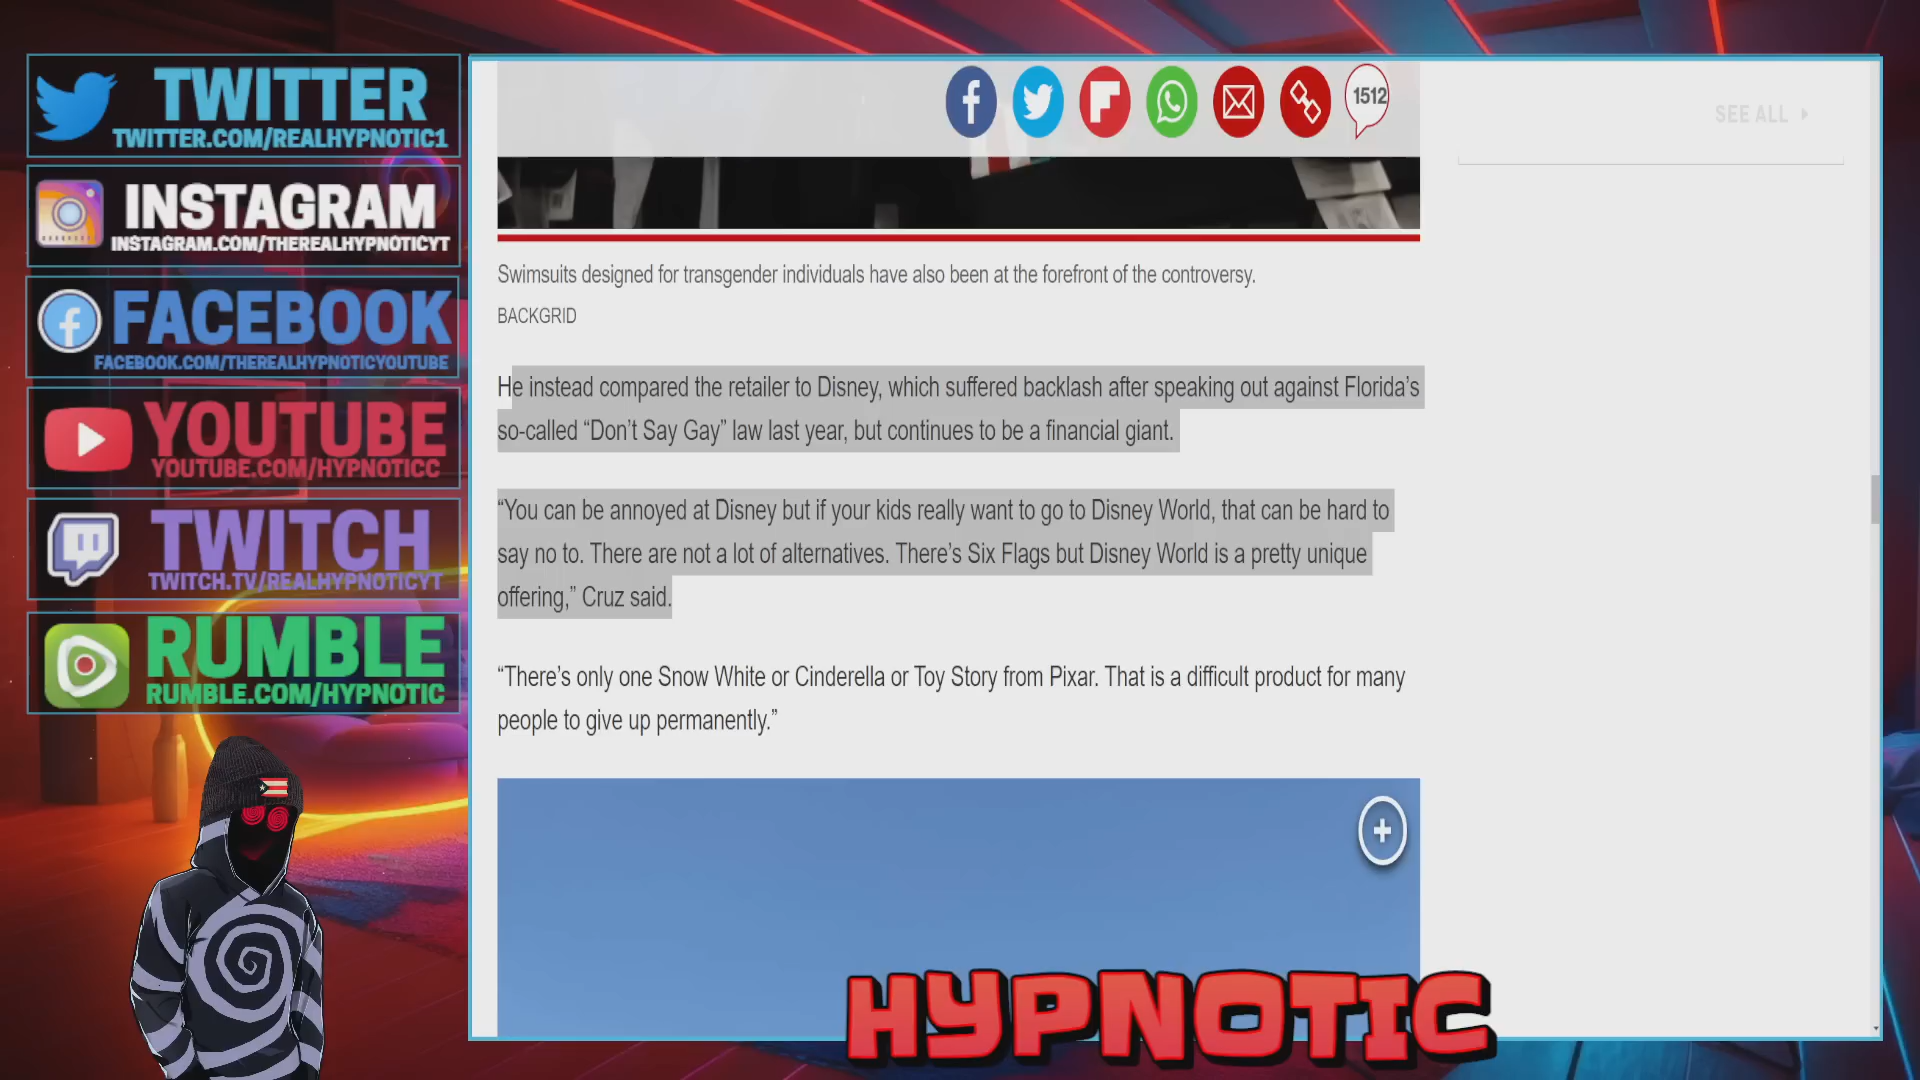 TWITTER
TWITTER.COM/REALHYPNOTIC1
INSTAGRAM
INSTAGRAM.COM/THEREALHYPNOTICYT
FACEBOOK
FACEBOOK.COM/THEREALHYPNOTICYOUTUBE
YOUTUBE
YOUTUBE.COM/HYPNOTICC
TWITCH
TWITCH.TV/REALHYPNOTICYT
RUMBLE
RUMBLE.COM/HYPNOTIC
1512
SEE ALL
Swimsuits designed for transgender individuals have also been at the forefront of the controversy.
BACKGRID
He instead compared the retailer to Disney, which suffered backlash after speaking out against Florida’s
so-called “Don’t Say Gay” law last year, but continues to be a financial giant.
“You can be annoyed at Disney but if your kids really want to go to Disney World, that can be hard to
say no to. There are not a lot of alternatives. There’s Six Flags but Disney World is a pretty unique
offering,” Cruz said.
“There’s only one Snow White or Cinderella or Toy Story from Pixar. That is a difficult product for many
people to give up permanently.”
HYPNOTIC